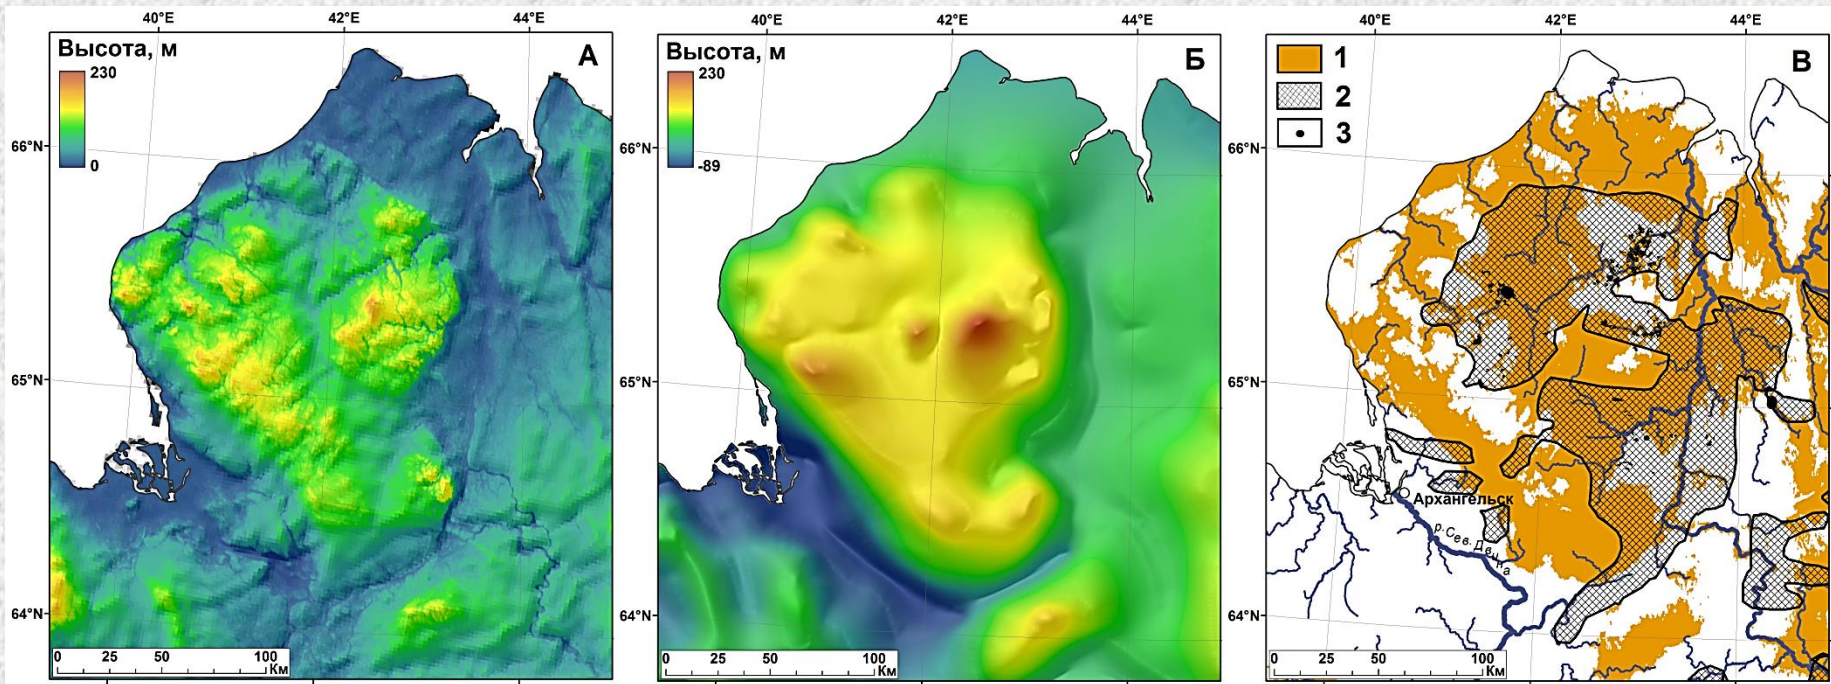 40°E 42°E 44°E
Высота, м
А
230
0
66°N
65°N
64°N
0 25 50 100
Км
40°E 42°E 44°E
Высота, м
Б
230
-89
66°N
65°N
64°N
0 25 50 100
Км
40°E 42°E 44°E
1
2
3
В
66°N
65°N
Архангельск
р. Сев. Двина
64°N
0 25 50 100
Км